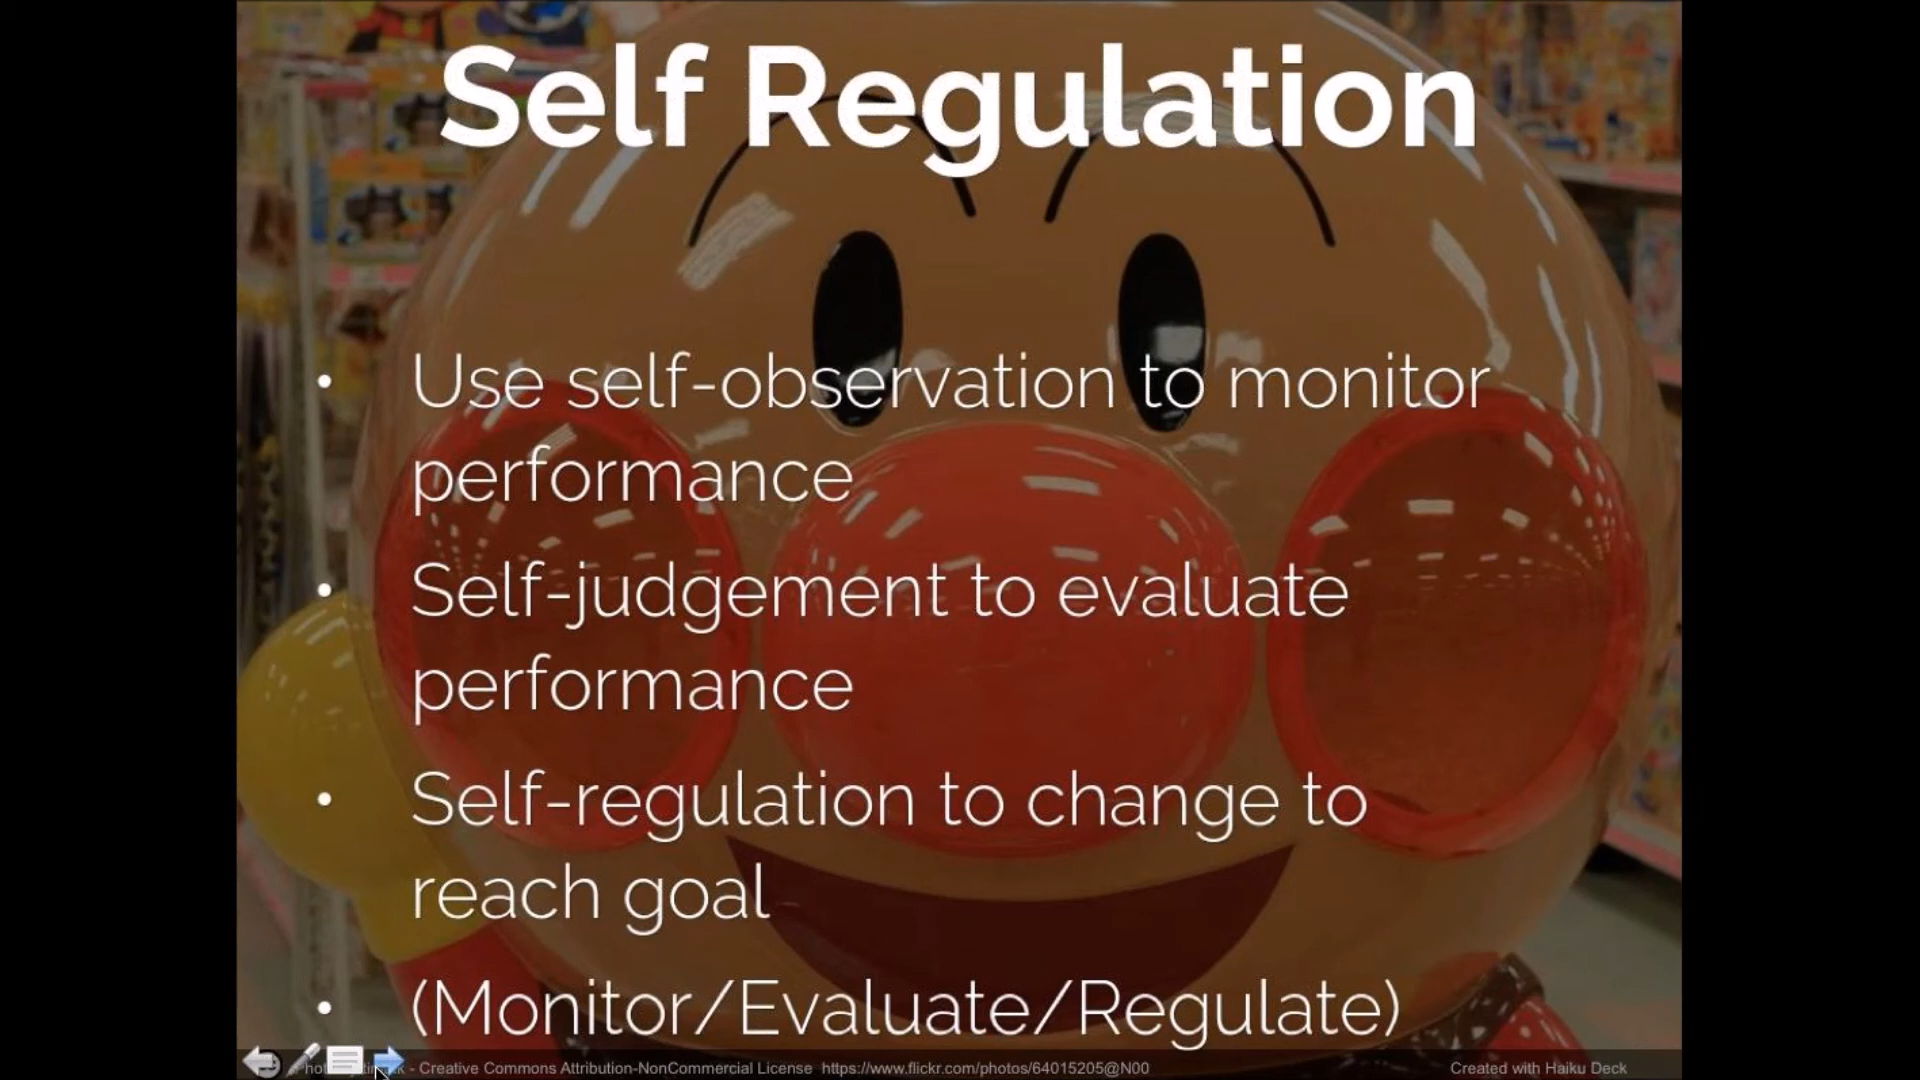 Self Regulation
• Use self-observation to monitor
performance
• Self-judgement to evaluate
performance
• Self-regulation to change to
reach goal
• (Monitor/Evaluate/Regulate)
- Creative Commons Attribution-NonCommercial License https://www.flickr.com/photos/64015205@N00
Created with Haiku Deck